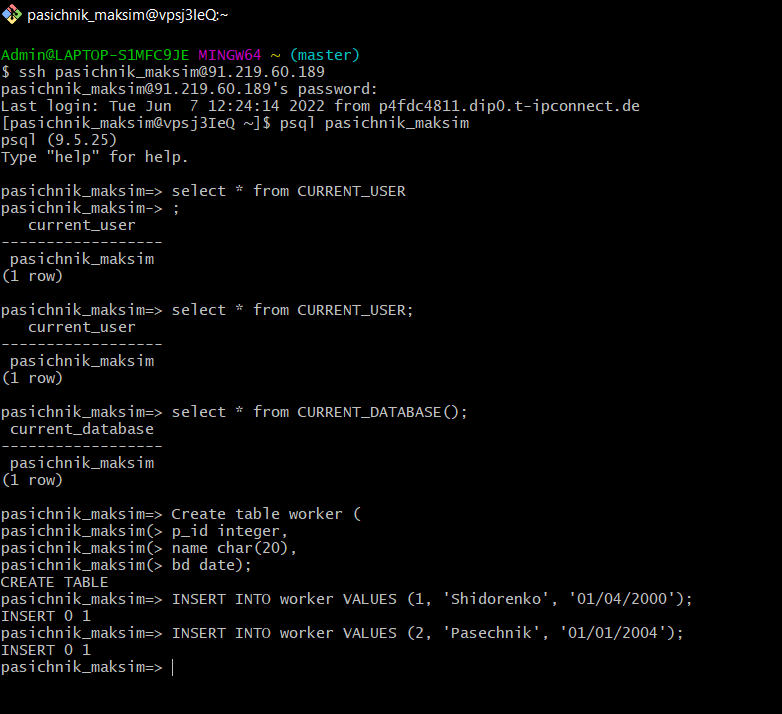 pasichnik_maksim@vpsj3IeQ:~
Admin@LAPTOP-S1MFC9JE MINGW64 ~ (master)
$ ssh pasichnik_maksim@91.219.60.189
pasichnik_maksim@91.219.60.189's password:
Last login: Tue Jun  7 12:24:14 2022 from p4fdc4811.dip0.t-ipconnect.de
[pasichnik_maksim@vpsj3IeQ ~]$ psql pasichnik_maksim
psql (9.5.25)
Type "help" for help.
pasichnik_maksim=> select * from CURRENT_USER
pasichnik_maksim-> ;
   current_user
------------------
 pasichnik_maksim
(1 row)
pasichnik_maksim=> select * from CURRENT_USER;
   current_user
------------------
 pasichnik_maksim
(1 row)
pasichnik_maksim=> select * from CURRENT_DATABASE();
 current_database
------------------
 pasichnik_maksim
(1 row)
pasichnik_maksim=> Create table worker (
pasichnik_maksim(> p_id integer,
pasichnik_maksim(> name char(20),
pasichnik_maksim(> bd date);
CREATE TABLE
pasichnik_maksim=> INSERT INTO worker VALUES (1, 'Shidorenko', '01/04/2000');
INSERT 0 1
pasichnik_maksim=> INSERT INTO worker VALUES (2, 'Pasechnik', '01/01/2004');
INSERT 0 1
pasichnik_maksim=>